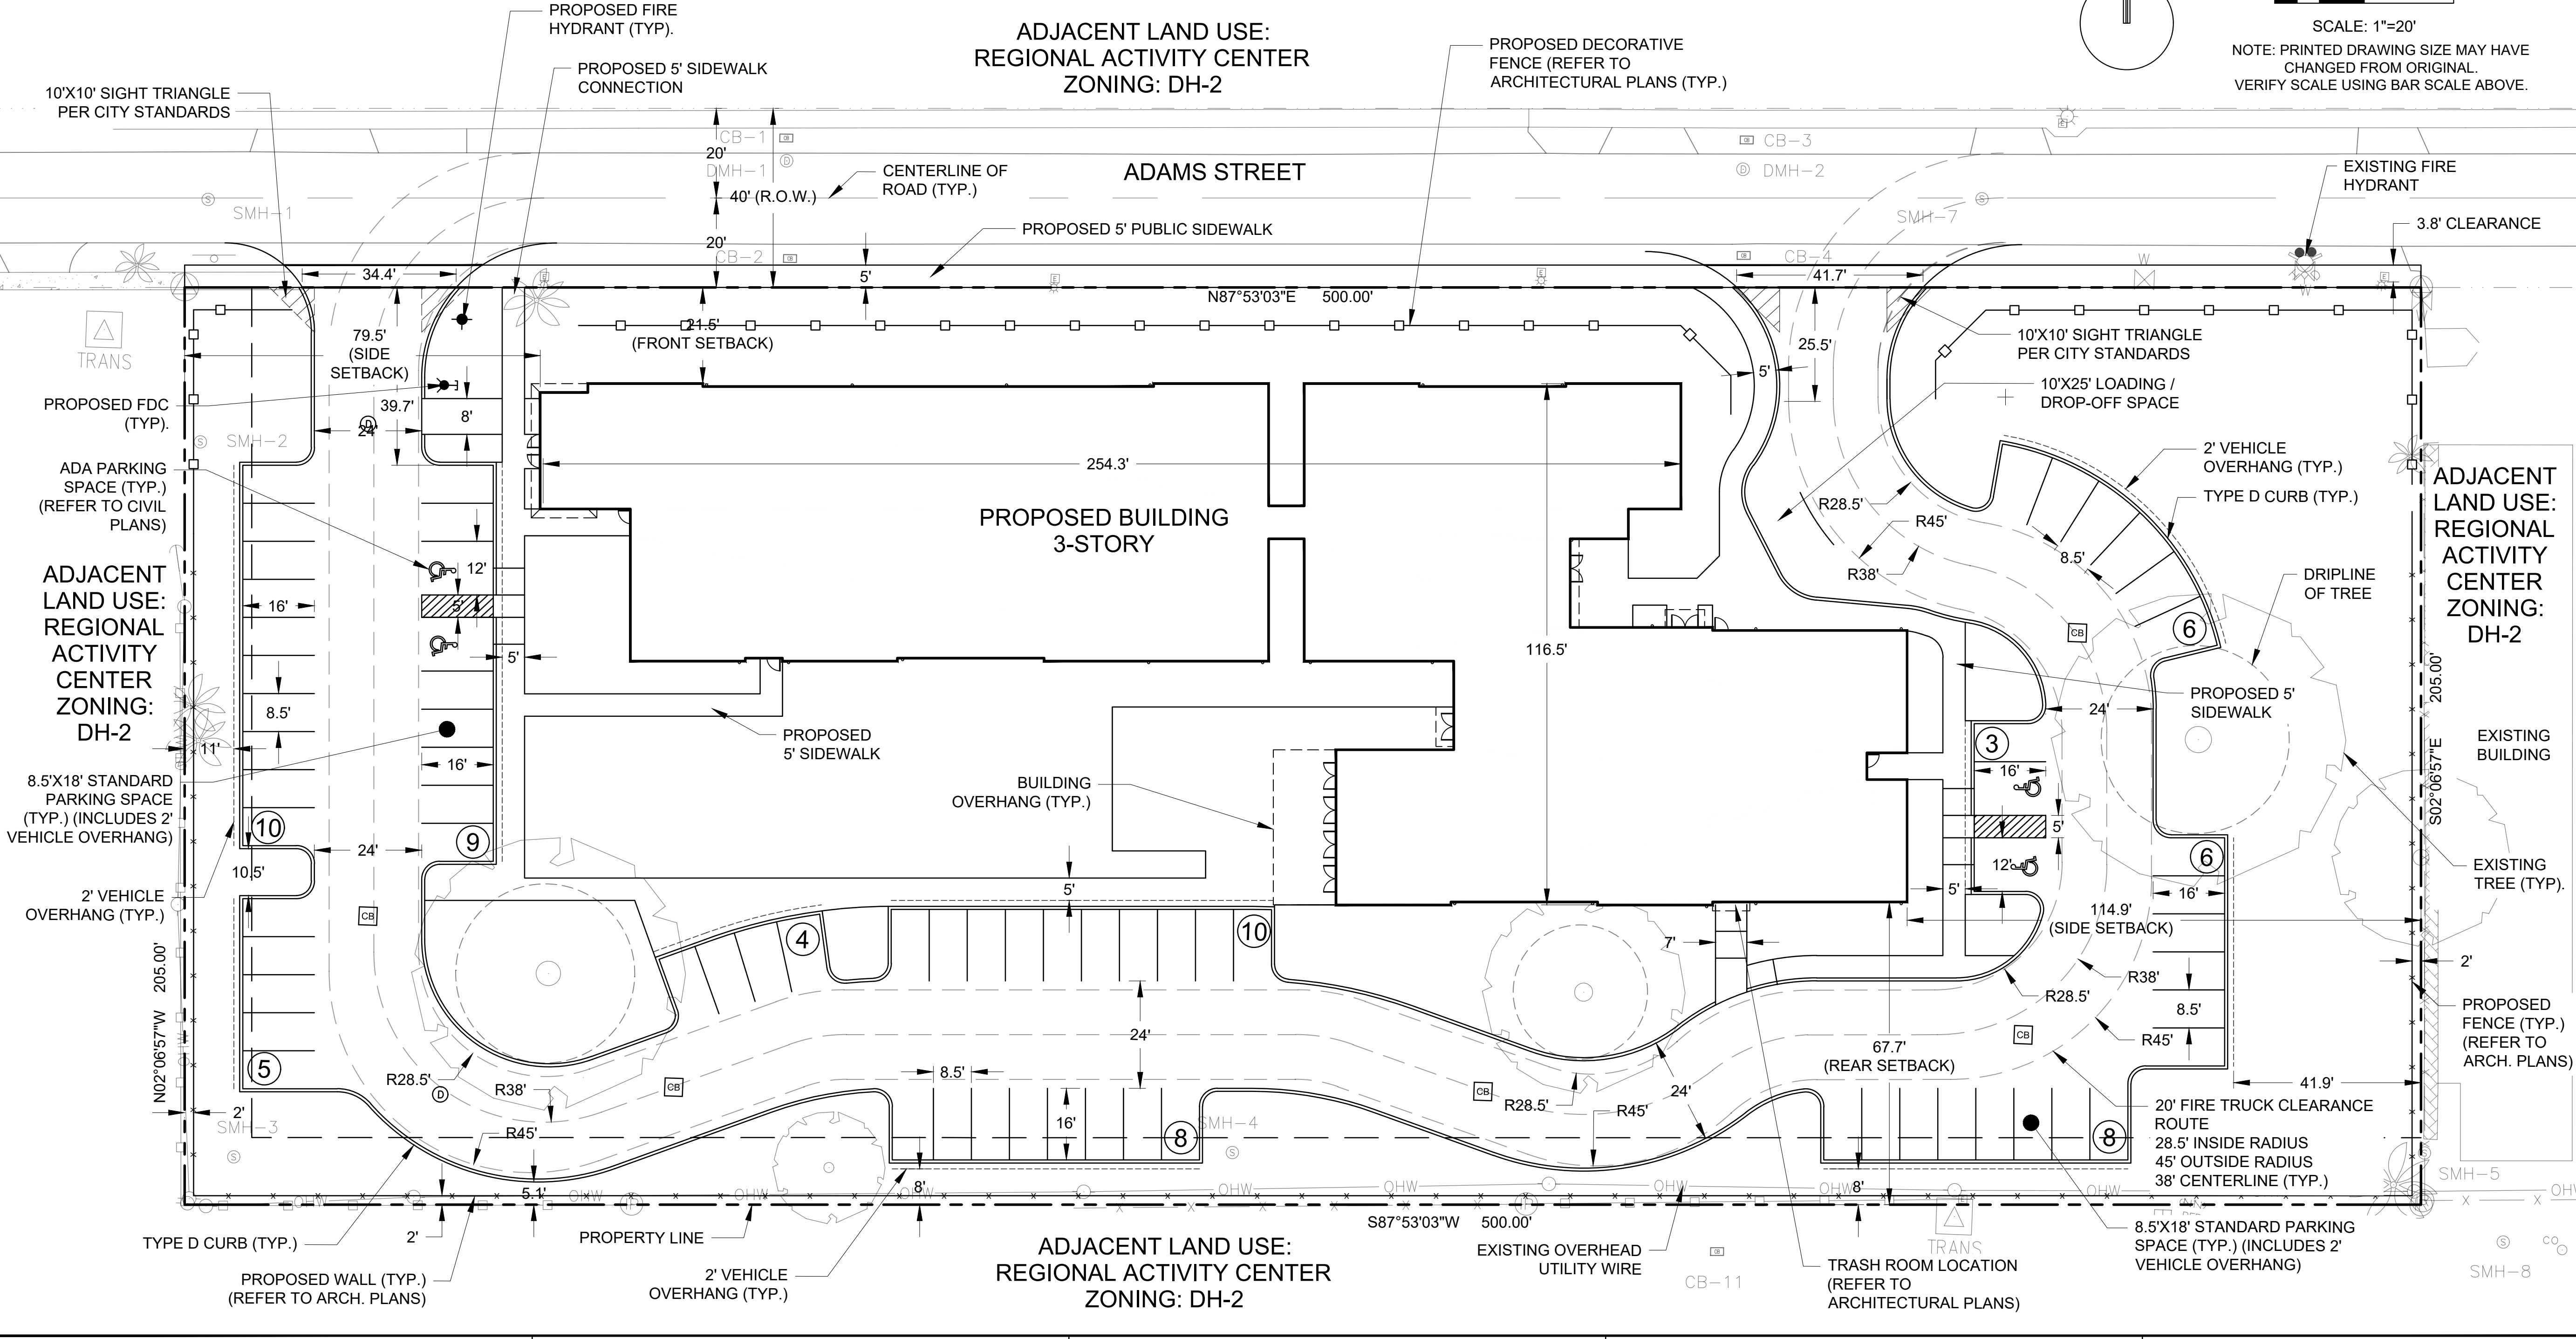 PROPOSED FIRE
HYDRANT (TYP).
PROPOSED 5' SIDEWALK
CONNECTION
10'X10' SIGHT TRIANGLE
PER CITY STANDARDS
ADJACENT LAND USE:
REGIONAL ACTIVITY CENTER
ZONING: DH-2
PROPOSED DECORATIVE
FENCE (REFER TO
ARCHITECTURAL PLANS (TYP.)
SCALE: 1"=20'
NOTE: PRINTED DRAWING SIZE MAY HAVE
CHANGED FROM ORIGINAL.
VERIFY SCALE USING BAR SCALE ABOVE.
CB-1
CB
20'
DMH-1
D
40' (R.O.W.)
CENTERLINE OF
ROAD (TYP.)
ADAMS STREET
CB
CB-3
D
DMH-2
EXISTING FIRE
HYDRANT
S
SMH-1
SMH-7
S
3.8' CLEARANCE
20'
CB-2
CB
PROPOSED 5' PUBLIC SIDEWALK
CB
CB-4
34.4'
5'
41.7'
W
N87°53'03"E 500.00'
TRANS
79.5'
(SIDE
SETBACK)
21.5'
(FRONT SETBACK)
25.5'
10'X10' SIGHT TRIANGLE
PER CITY STANDARDS
5'
10'X25' LOADING /
DROP-OFF SPACE
PROPOSED FDC
(TYP).
39.7'
8'
24'
D
S
SMH-2
254.3'
2' VEHICLE
OVERHANG (TYP.)
TYPE D CURB (TYP.)
ADA PARKING
SPACE (TYP.)
(REFER TO CIVIL
PLANS)
PROPOSED BUILDING
3-STORY
R28.5'
R45'
R38'
8.5'
ADJACENT
LAND USE:
REGIONAL
ACTIVITY
CENTER
ZONING:
DH-2
ADJACENT
LAND USE:
REGIONAL
ACTIVITY
CENTER
ZONING:
DH-2
12'
16'
5'
5'
116.5'
DRIPLINE
OF TREE
CB
6
8.5'
11'
16'
PROPOSED
5' SIDEWALK
PROPOSED 5'
SIDEWALK
24'
S02°06'57"E 205.00'
EXISTING
BUILDING
3
16'
8.5'X18' STANDARD
PARKING SPACE
(TYP.) (INCLUDES 2'
VEHICLE OVERHANG)
BUILDING
OVERHANG (TYP.)
10
9
24'
10.5'
5'
12'
5'
6
16'
EXISTING
TREE (TYP).
2' VEHICLE
OVERHANG (TYP.)
5'
CB
4
10
7'
114.9'
(SIDE SETBACK)
R38'
R28.5'
2'
N02°06'57"W 205.00'
PROPOSED
FENCE (TYP.)
(REFER TO
ARCH. PLANS)
8.5'
CB
R45'
24'
67.7'
(REAR SETBACK)
5
R28.5'
R38'
D
CB
8.5'
CB
R28.5'
R45'
24'
41.9'
2'
SMH-3
S
R45'
16'
8
SMH-4
S
8
20' FIRE TRUCK CLEARANCE
ROUTE
28.5' INSIDE RADIUS
45' OUTSIDE RADIUS
38' CENTERLINE (TYP.)
SMH-5
OHW
5.1'
OHW
OHW
OHW
8'
OHW
OHW
OHW
8'
OHW
S87°53'03"W 500.00'
TRANS
TYPE D CURB (TYP.)
2'
PROPERTY LINE
ADJACENT LAND USE:
REGIONAL ACTIVITY CENTER
ZONING: DH-2
EXISTING OVERHEAD
UTILITY WIRE
CB
CB-11
TRASH ROOM LOCATION
(REFER TO
ARCHITECTURAL PLANS)
8.5'X18' STANDARD PARKING
SPACE (TYP.) (INCLUDES 2'
VEHICLE OVERHANG)
S
CO
SMH-8
PROPOSED WALL (TYP.)
(REFER TO ARCH. PLANS)
2' VEHICLE
OVERHANG (TYP.)